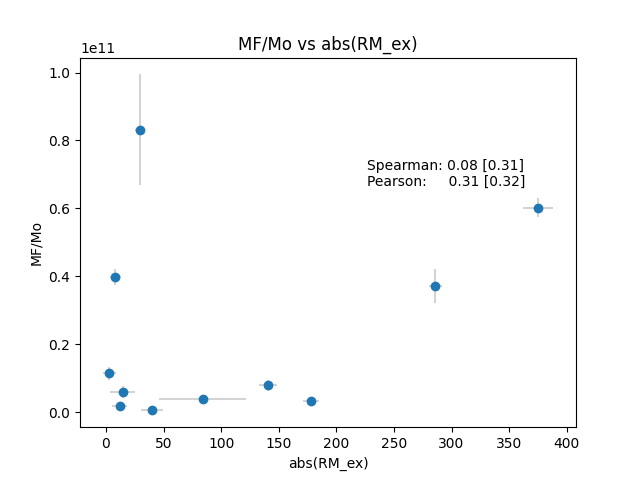 MF/Mo vs abs(RM_ex)
1e11
1.0
0.8
Spearman: 0.08 [0.31]
Pearson: 0.31 [0.32]
0.6
MF/Mo
0.4
0.2
0.0
0 50 100 150 200 250 300 350 400
abs(RM_ex)